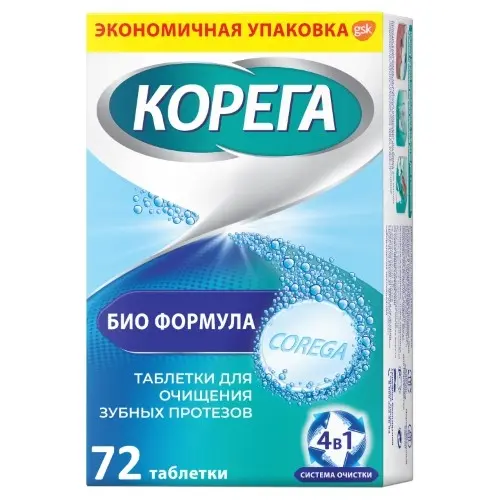 ЭКОНОМИЧНАЯ УПАКОВКА
gsk
КОРЕГА
БИО ФОРМУЛА
COREGA
ТАБЛЕТКИ ДЛЯ
ОЧИЩЕНИЯ
ЗУБНЫХ ПРОТЕЗОВ
4в1
СИСТЕМА ОЧИСТКИ
72 таблетки